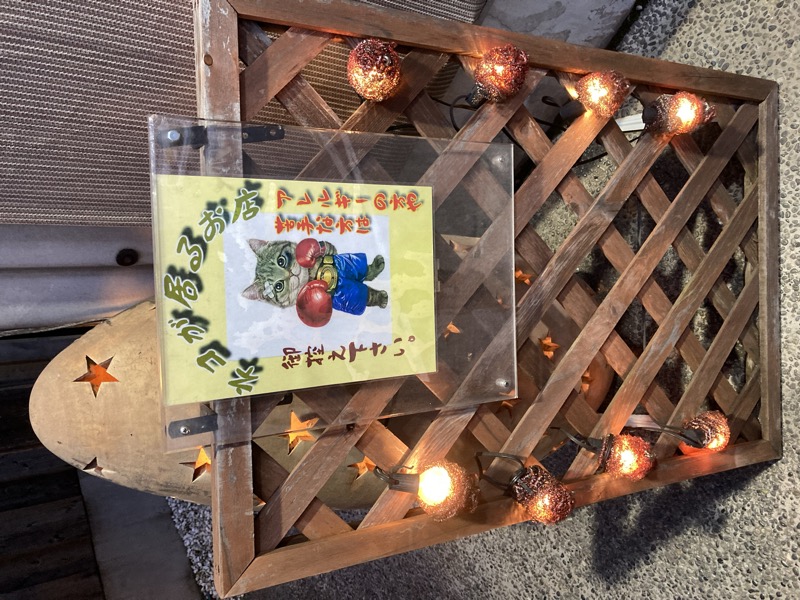 ネコが居るお店
アレルギーの方や
苦手な方は
御控え下さい。